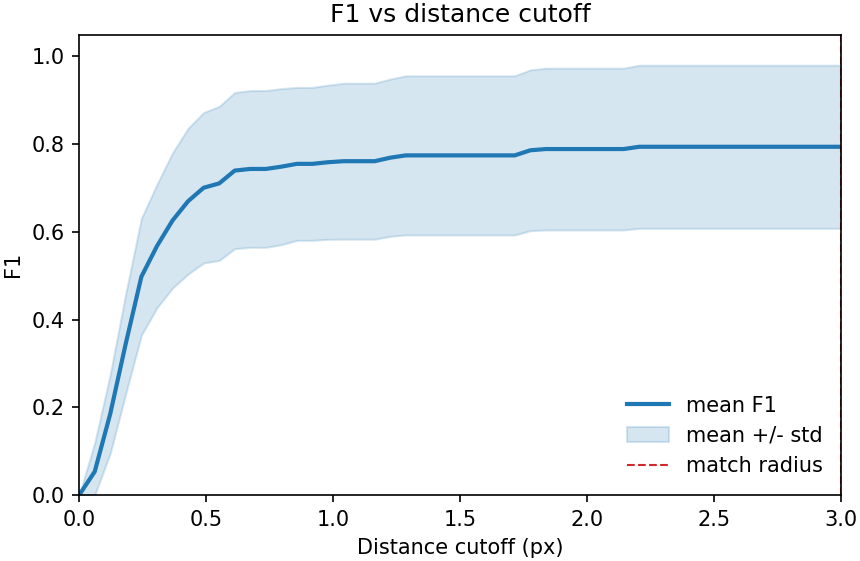 F1 vs distance cutoff
1.0
0.8
0.6
0.4
0.2
0.0
F1
0.0 0.5 1.0 1.5 2.0 2.5 3.0
Distance cutoff (px)
mean F1
mean +/- std
match radius